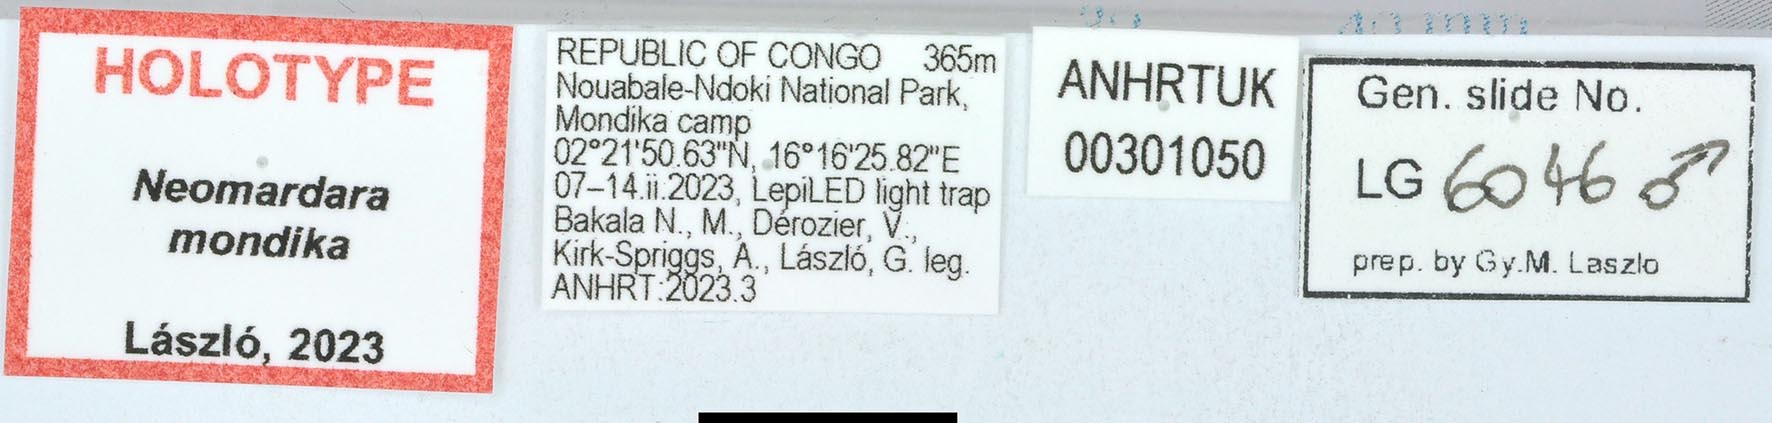 HOLOTYPE
Neomardara
mondika
László, 2023
REPUBLIC OF CONGO 365m
Nouabale-Ndoki National Park,
Mondika camp
02°21'50.63"N, 16°16'25.82"E
07–14.ii.2023, LepiLED light trap
Bakala N., M., Dérozier, V.,
Kirk-Spriggs, A., László, G. leg.
ANHRT:2023.3
ANHRTUK
00301050
Gen. slide No.
LG 6046 ♂
prep. by Gy.M. Laszlo